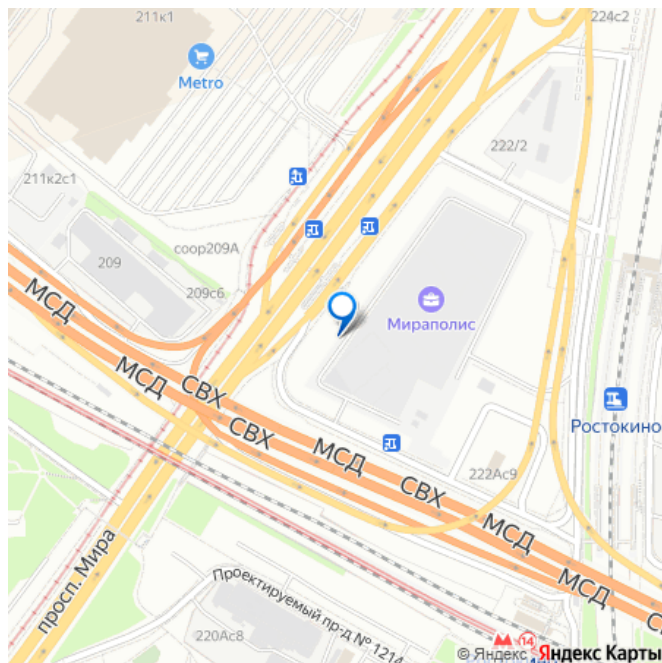 211к1
224с2
Metro
222/2
211к2с1
соор209А
209
209с6
МСД
Мираполис
МСД
СВХ
СВХ
МСД
Ростокино
СВХ
222Ас9
МСД
МСД
просп. Мира
Проектируемый пр-д № 1214
220Ас8
14
© Яндекс Яндекс Карты